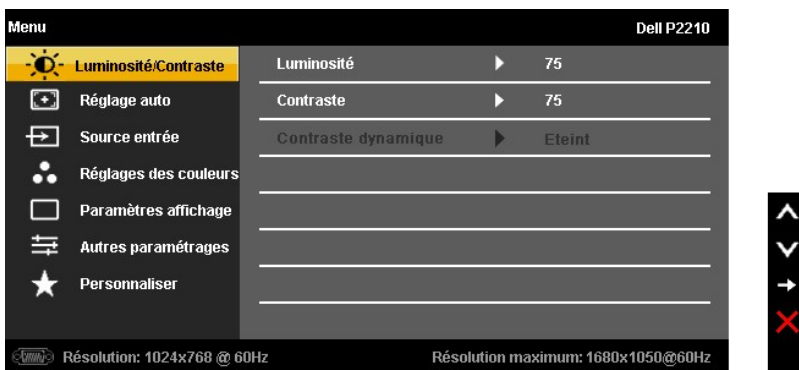 Menu Dell P2210
Luminosité/Contraste Luminosité 75
Réglage auto Contraste 75
Source entrée Contraste dynamique Eteint
Réglages des couleurs
Paramètres affichage
Autres paramétrages
Personnaliser
Résolution: 1024x768 @ 60Hz Résolution maximum: 1680x1050@60Hz